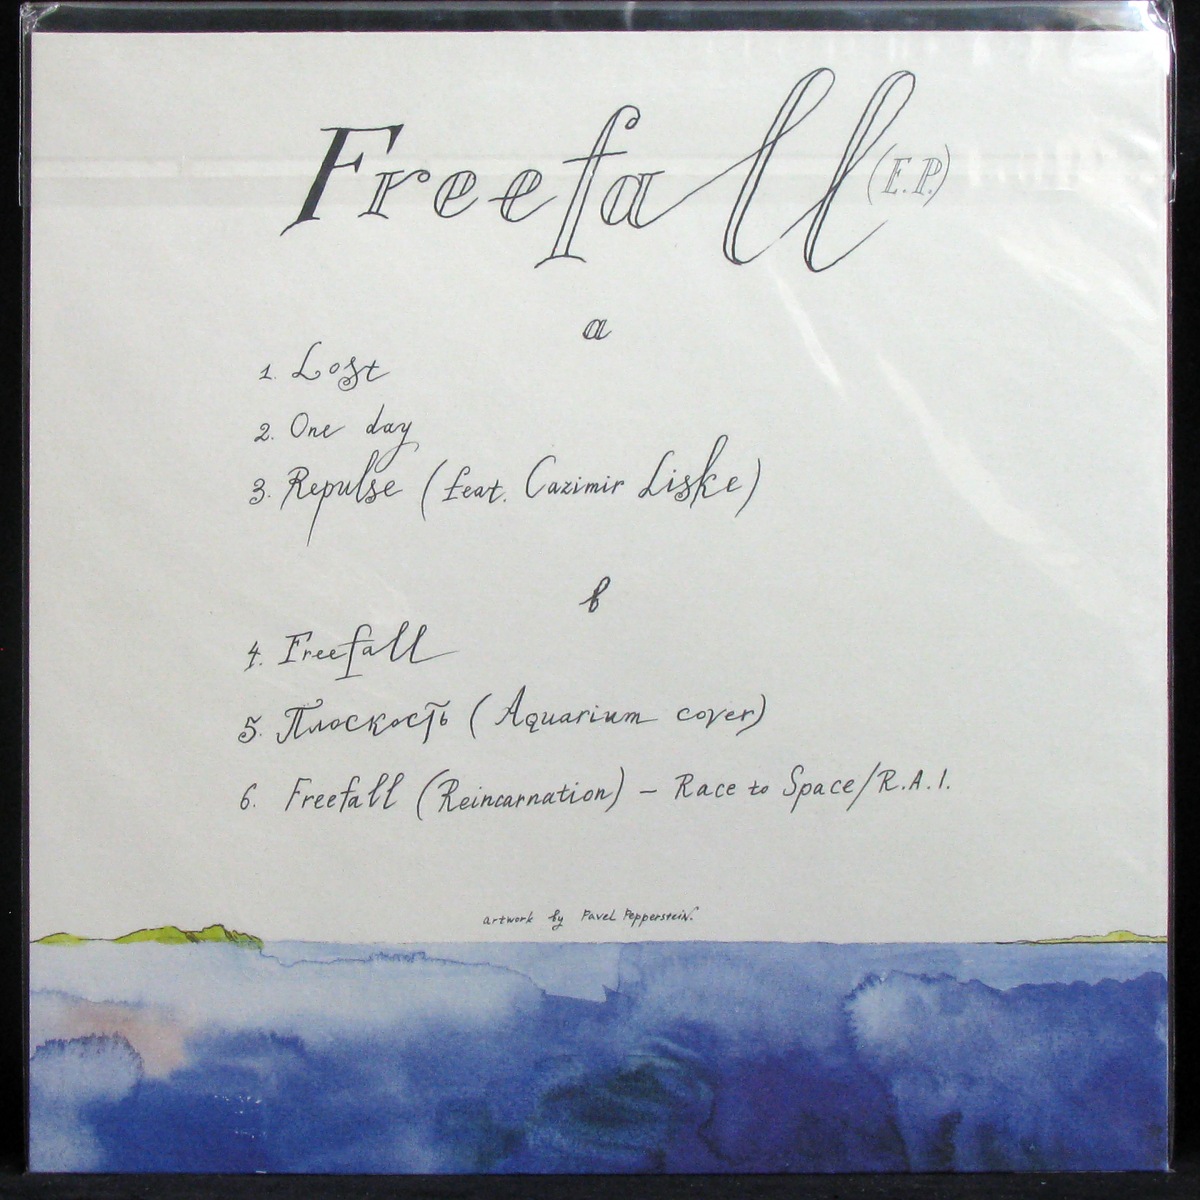 Freefall (E.P.)
a
1. Lost
2. One day
3. Repulse (feat. Cazimir Liske)
b
4. Freefall
5. Плоскость (Aquarium cover)
6. Freefall (Reincarnation) – Race to Space/R.A.I.
artwork by Pavel Pepperstein.